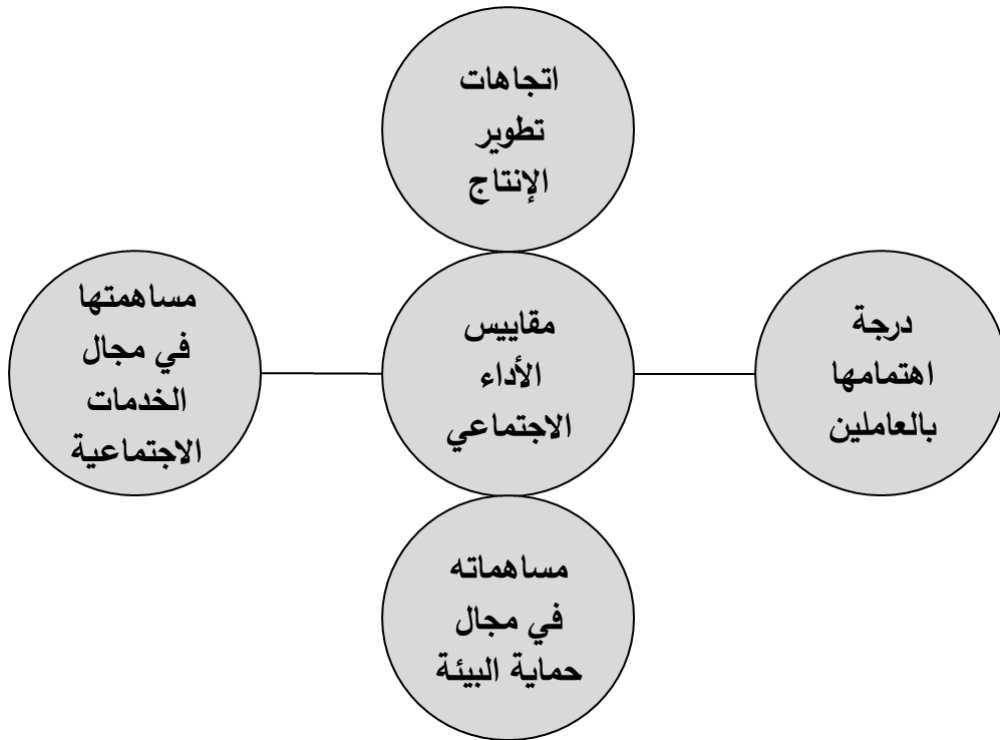 اتجاهات
تطوير
الإنتاج
درجة
اهتمامها
بالعاملين
مقاييس
الأداء
الاجتماعي
مساهمتها
في مجال
الخدمات
الاجتماعية
مساهماته
في مجال
حماية البيئة